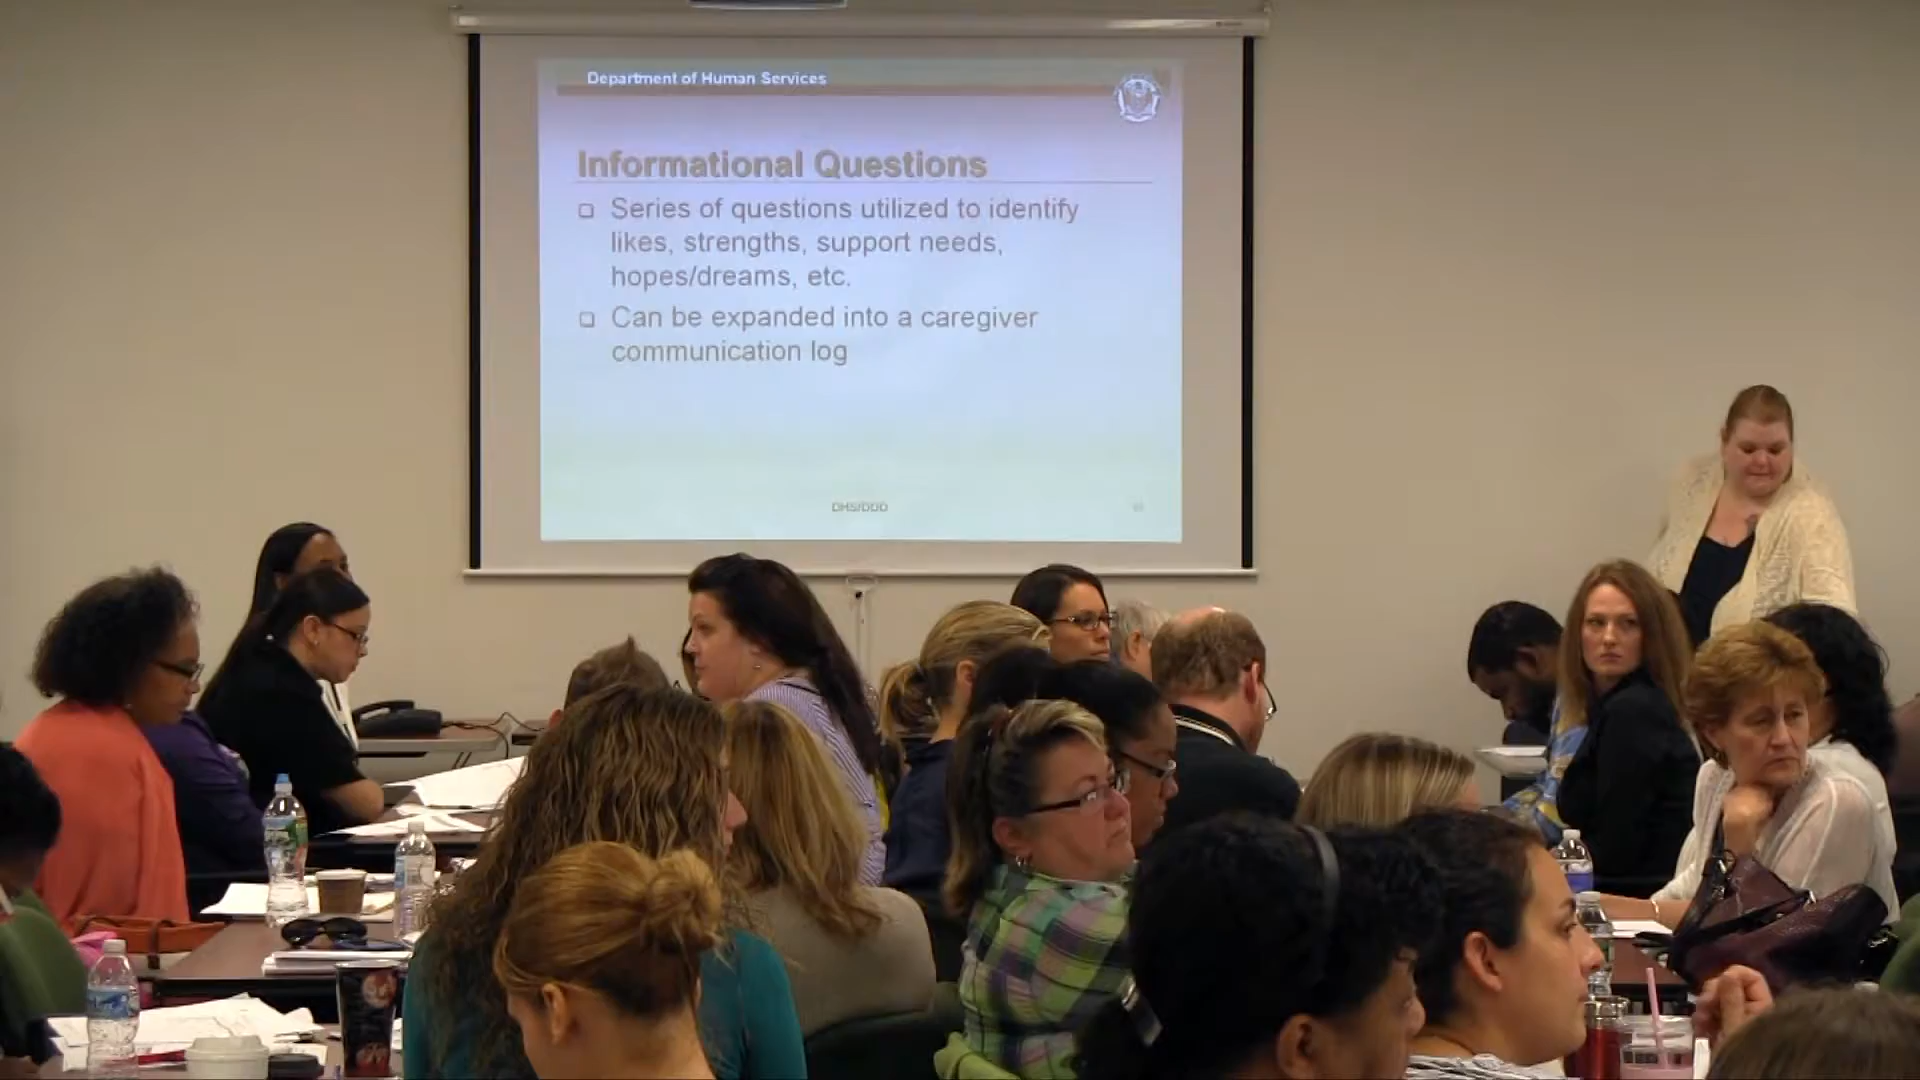 Department of Human Services
Informational Questions
Series of questions utilized to identify
likes, strengths, support needs,
hopes/dreams, etc.
Can be expanded into a caregiver
communication log
DHS/DDD